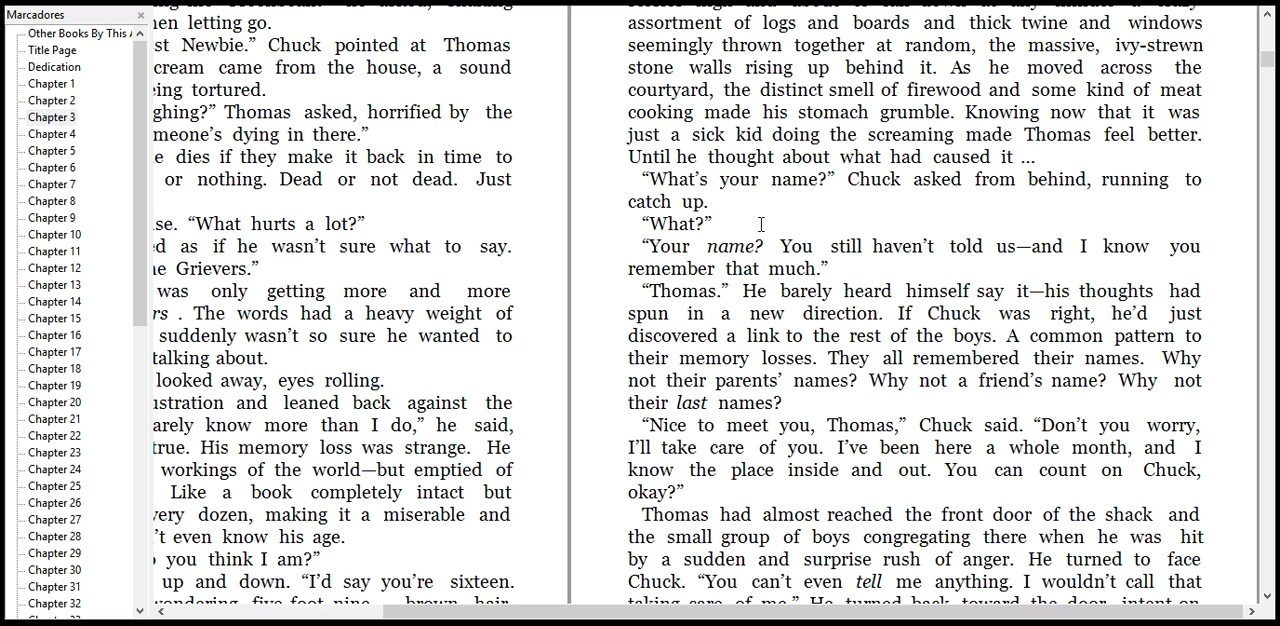 Marcadores
Other Books By This A
Title Page
Dedication
Chapter 1
Chapter 2
Chapter 3
Chapter 4
Chapter 5
Chapter 6
Chapter 7
Chapter 8
Chapter 9
Chapter 10
Chapter 11
Chapter 12
Chapter 13
Chapter 14
Chapter 15
Chapter 16
Chapter 17
Chapter 18
Chapter 19
Chapter 20
Chapter 21
Chapter 22
Chapter 23
Chapter 24
Chapter 25
Chapter 26
Chapter 27
Chapter 28
Chapter 29
Chapter 30
Chapter 31
Chapter 32
en letting go.
st Newbie.” Chuck pointed at Thomas
cream came from the house, a sound
eing tortured.
ghing?” Thomas asked, horrified by the
meone’s dying in there.”
e dies if they make it back in time to
or nothing. Dead or not dead. Just
se. “What hurts a lot?”
ed as if he wasn’t sure what to say.
e Grievers.”
was only getting more and more
rs . The words had a heavy weight of
suddenly wasn’t so sure he wanted to
talking about.
looked away, eyes rolling.
ustration and leaned back against the
arely know more than I do,” he said,
true. His memory loss was strange. He
workings of the world—but emptied of
Like a book completely intact but
very dozen, making it a miserable and
’t even know his age.
you think I am?”
up and down. “I’d say you’re sixteen.
wondering, five foot nine brown hair
assortment of logs and boards and thick twine and windows
seemingly thrown together at random, the massive, ivy-strewn
stone walls rising up behind it. As he moved across the
courtyard, the distinct smell of firewood and some kind of meat
cooking made his stomach grumble. Knowing now that it was
just a sick kid doing the screaming made Thomas feel better.
Until he thought about what had caused it ...
“What’s your name?” Chuck asked from behind, running to
catch up.
“What?”
“Your name? You still haven’t told us—and I know you
remember that much.”
“Thomas.” He barely heard himself say it—his thoughts had
spun in a new direction. If Chuck was right, he’d just
discovered a link to the rest of the boys. A common pattern to
their memory losses. They all remembered their names. Why
not their parents’ names? Why not a friend’s name? Why not
their last names?
“Nice to meet you, Thomas,” Chuck said. “Don’t you worry,
I’ll take care of you. I’ve been here a whole month, and I
know the place inside and out. You can count on Chuck,
okay?”
Thomas had almost reached the front door of the shack and
the small group of boys congregating there when he was hit
by a sudden and surprise rush of anger. He turned to face
Chuck. “You can’t even tell me anything. I wouldn’t call that
taking care of me.” He turned back toward the door, intent on